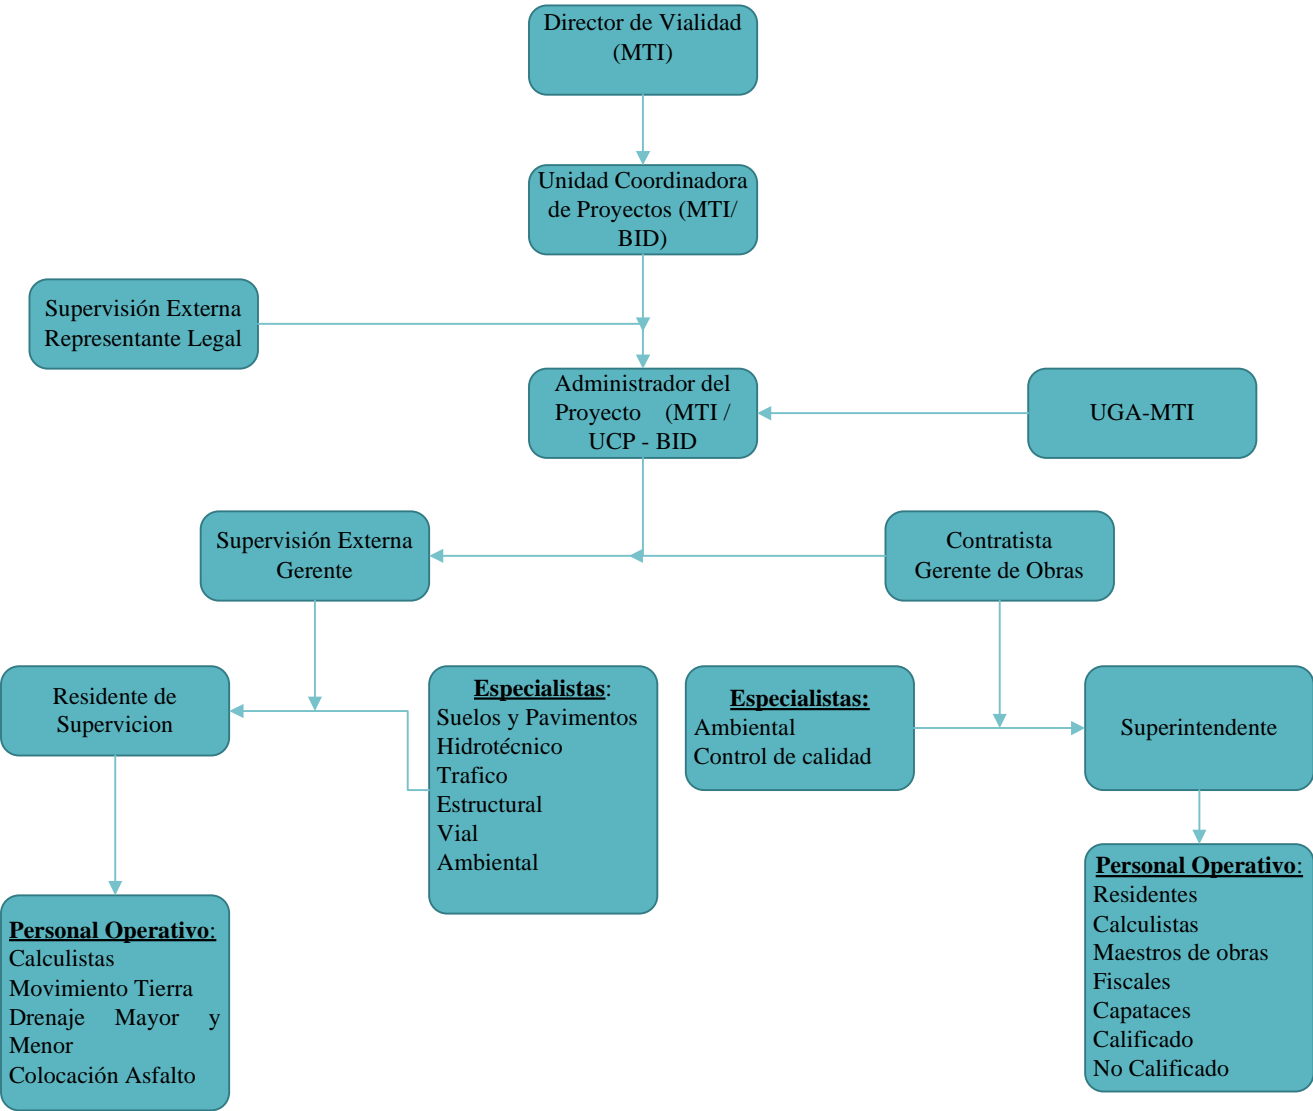 Director de Vialidad
(MTI)
Unidad Coordinadora
de Proyectos (MTI/
BID)
Supervisión Externa
Representante Legal
Administrador del
Proyecto (MTI /
UCP - BID
UGA-MTI
Supervisión Externa
Gerente
Contratista
Gerente de Obras
Residente de
Supervicion
Especialistas:
Suelos y Pavimentos
Hidrotécnico
Trafico
Estructural
Vial
Ambiental
Especialistas:
Ambiental
Control de calidad
Superintendente
Personal Operativo:
Calculistas
Movimiento Tierra
Drenaje Mayor y
Menor
Colocación Asfalto
Personal Operativo:
Residentes
Calculistas
Maestros de obras
Fiscales
Capataces
Calificado
No Calificado